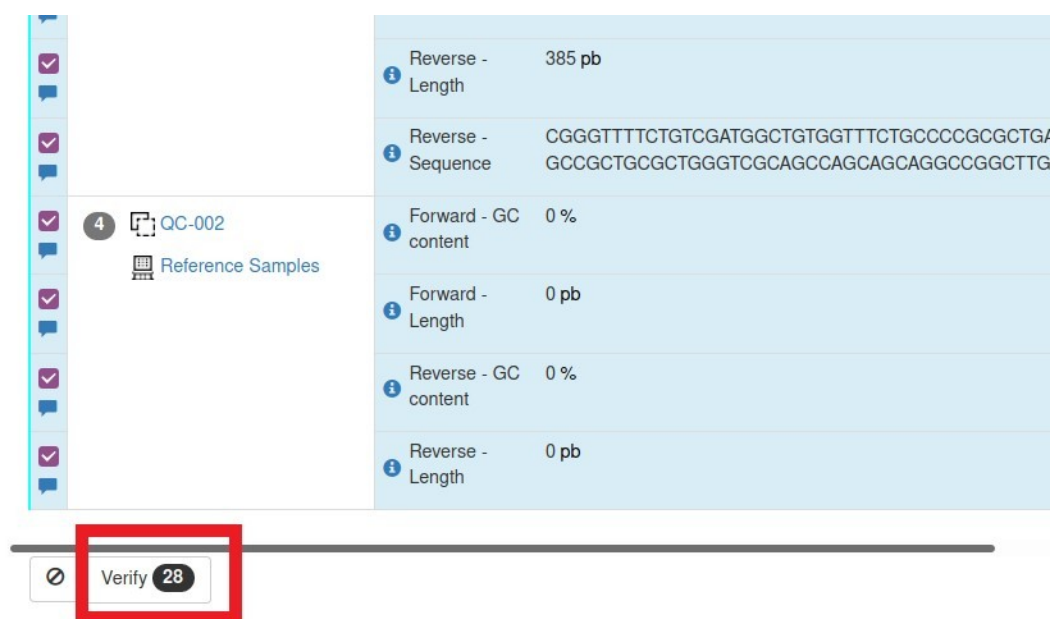 Reverse -
Length
385 pb
Reverse -
Sequence
CGGGTTTTCTGTCGATGGCTGTGGTTTCTGCCCCGCGCTGA
GCCGCTGCGCTGGGTCGCAGCCAGCAGCAGGCCGGCTTG
4
QC-002
Reference Samples
Forward - GC
content
0 %
Forward -
Length
0 pb
Reverse - GC
content
0 %
Reverse -
Length
0 pb
Verify 28